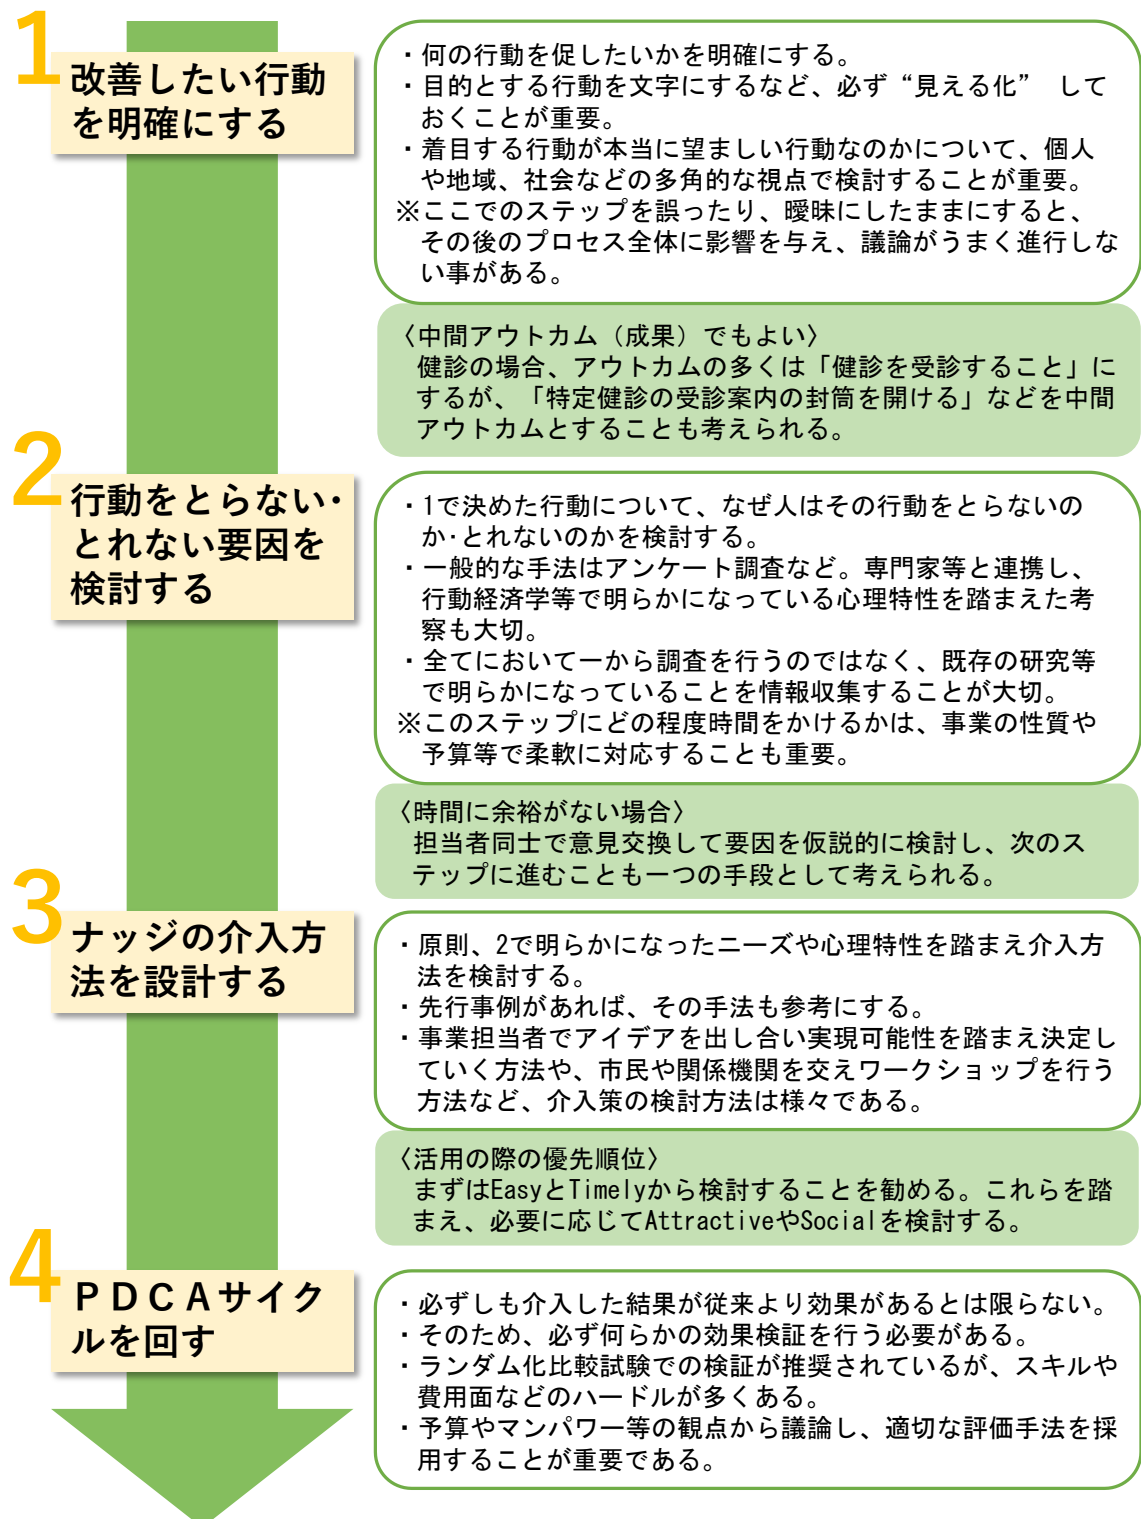 1
改善したい行動
を明確にする
・何の行動を促したいかを明確にする。
・目的とする行動を文字にするなど、必ず“見える化” して
おくことが重要。
・着目する行動が本当に望ましい行動なのかについて、個人
や地域、社会などの多角的な視点で検討することが重要。
※ここでのステップを誤ったり、曖昧にしたままにすると、
その後のプロセス全体に影響を与え、議論がうまく進行しな
い事がある。
〈中間アウトカム（成果）でもよい〉
健診の場合、アウトカムの多くは「健診を受診すること」に
するが、「特定健診の受診案内の封筒を開ける」などを中間
アウトカムとすることも考えられる。
2
行動をとらない・
とれない要因を
検討する
・1で決めた行動について、なぜ人はその行動をとらないの
か・とれないのかを検討する。
・一般的な手法はアンケート調査など。専門家等と連携し、
行動経済学等で明らかになっている心理特性を踏まえた考
察も大切。
・全てにおいて一から調査を行うのではなく、既存の研究等
で明らかになっていることを情報収集することが大切。
※このステップにどの程度時間をかけるかは、事業の性質や
予算等で柔軟に対応することも重要。
〈時間に余裕がない場合〉
担当者同士で意見交換して要因を仮説的に検討し、次のス
テップに進むことも一つの手段として考えられる。
3
ナッジの介入方
法を設計する
・原則、2で明らかになったニーズや心理特性を踏まえ介入方
法を検討する。
・先行事例があれば、その手法も参考にする。
・事業担当者でアイデアを出し合い実現可能性を踏まえ決定し
ていく方法や、市民や関係機関を交えワークショップを行う
方法など、介入策の検討方法は様々である。
〈活用の際の優先順位〉
まずはEasyとTimelyから検討することを勧める。これらを踏
まえ、必要に応じてAttractiveやSocialを検討する。
4
ＰＤＣＡサイク
ルを回す
・必ずしも介入した結果が従来より効果があるとは限らない。
・そのため、必ず何らかの効果検証を行う必要がある。
・ランダム化比較試験での検証が推奨されているが、スキルや
費用面などのハードルが多くある。
・予算やマンパワー等の観点から議論し、適切な評価手法を採
用することが重要である。